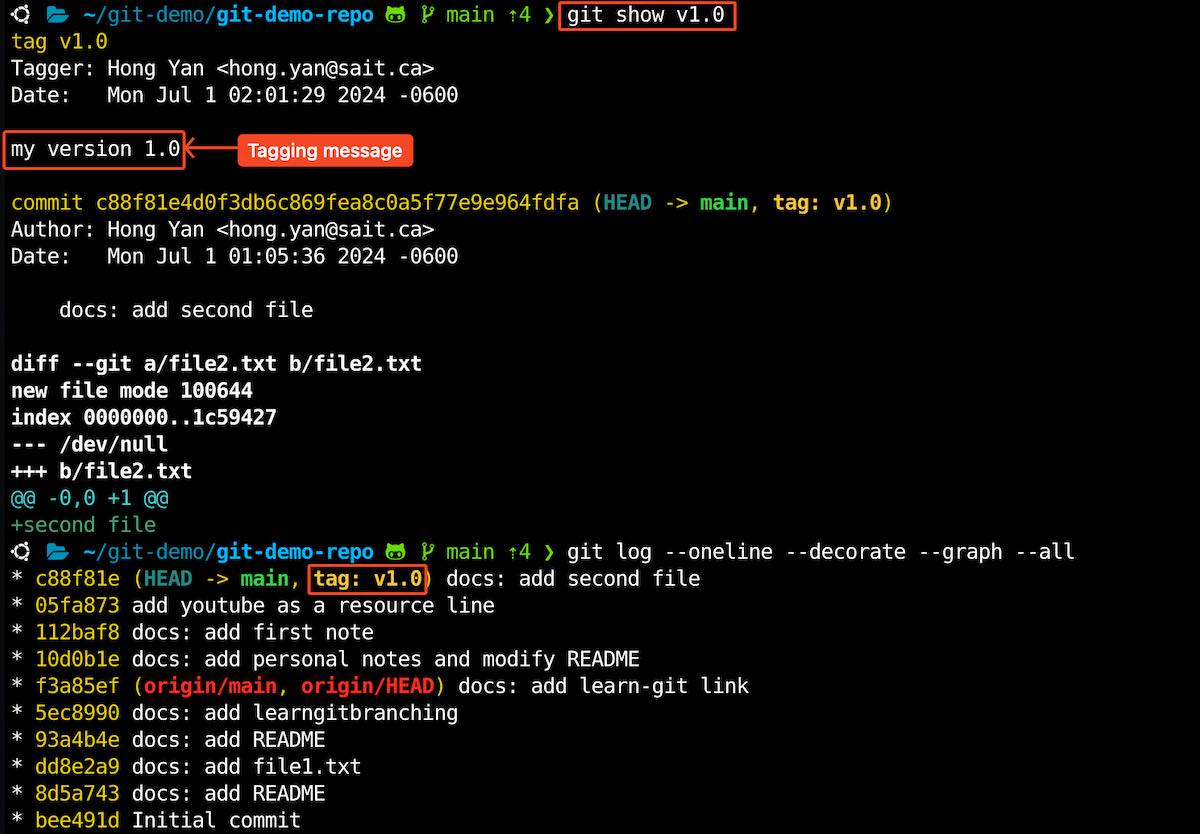 ~/git-demo/git-demo-repo main ⇡4 ❯ git show v1.0
tag v1.0
Tagger: Hong Yan <hong.yan@sait.ca>
Date:   Mon Jul 1 02:01:29 2024 -0600
my version 1.0 Tagging message
commit c88f81e4d0f3db6c869fea8c0a5f77e9e964fdfa (HEAD -> main, tag: v1.0)
Author: Hong Yan <hong.yan@sait.ca>
Date:   Mon Jul 1 01:05:36 2024 -0600
    docs: add second file
diff --git a/file2.txt b/file2.txt
new file mode 100644
index 0000000..1c59427
--- /dev/null
+++ b/file2.txt
@@ -0,0 +1 @@
+second file
~/git-demo/git-demo-repo main ⇡4 ❯ git log --oneline --decorate --graph --all
* c88f81e (HEAD -> main, tag: v1.0) docs: add second file
* 05fa873 add youtube as a resource line
* 112baf8 docs: add first note
* 10d0b1e docs: add personal notes and modify README
* f3a85ef (origin/main, origin/HEAD) docs: add learn-git link
* 5ec8990 docs: add learngitbranching
* 93a4b4e docs: add README
* dd8e2a9 docs: add file1.txt
* 8d5a743 docs: add README
* bee491d Initial commit